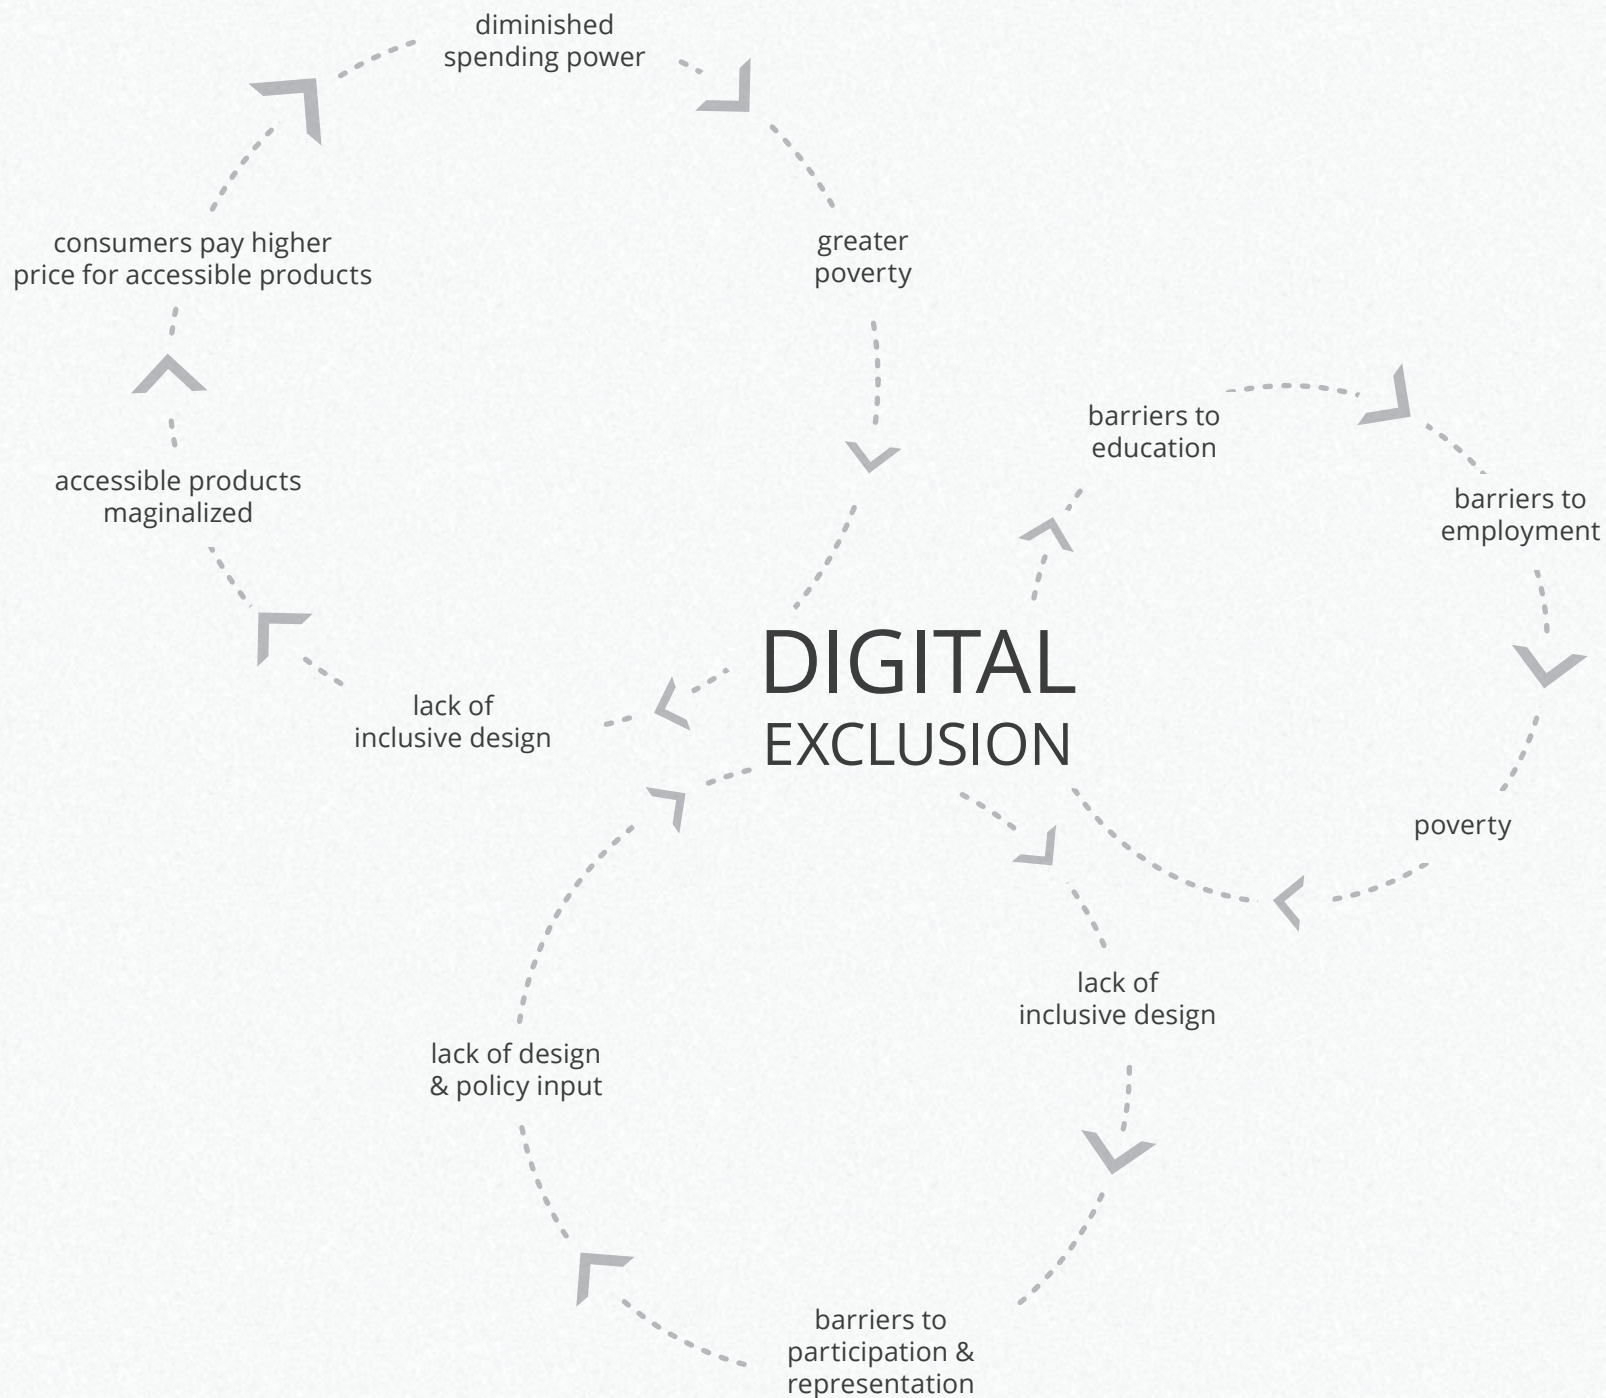 diminished
spending power
consumers pay higher
price for accessible products
greater
poverty
barriers to
education
accessible products
maginalized
barriers to
employment
DIGITAL
EXCLUSION
lack of
inclusive design
poverty
lack of
inclusive design
lack of design
& policy input
barriers to
participation &
representation